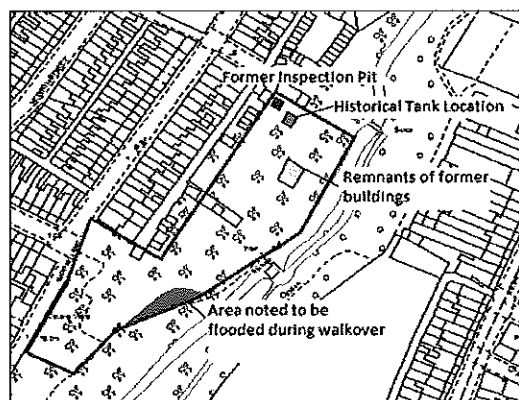 Former Inspection Pit
Historical Tank Location
Remnants of former
buildings
Area noted to be
flooded during walkover